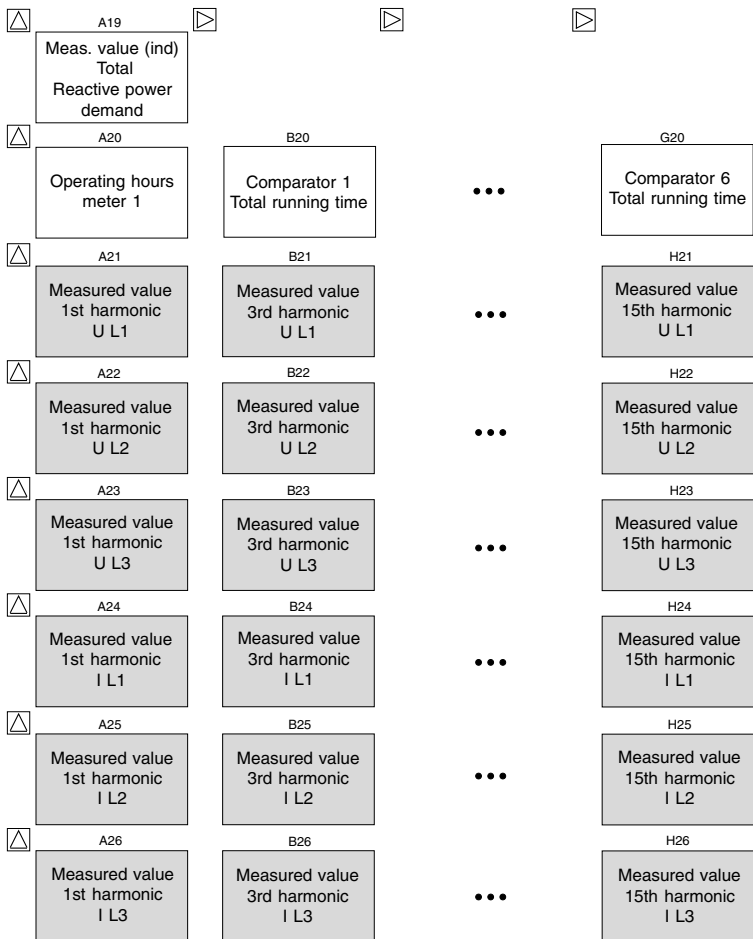 A19
Meas. value (ind)
Total
Reactive power
demand
A20
B20
G20
Operating hours
meter 1
Comparator 1
Total running time
•••
Comparator 6
Total running time
A21
B21
H21
Measured value
1st harmonic
U L1
Measured value
3rd harmonic
U L1
•••
Measured value
15th harmonic
U L1
A22
B22
H22
Measured value
1st harmonic
U L2
Measured value
3rd harmonic
U L2
•••
Measured value
15th harmonic
U L2
A23
B23
H23
Measured value
1st harmonic
U L3
Measured value
3rd harmonic
U L3
•••
Measured value
15th harmonic
U L3
A24
B24
H24
Measured value
1st harmonic
I L1
Measured value
3rd harmonic
I L1
•••
Measured value
15th harmonic
I L1
A25
B25
H25
Measured value
1st harmonic
I L2
Measured value
3rd harmonic
I L2
•••
Measured value
15th harmonic
I L2
A26
B26
H26
Measured value
1st harmonic
I L3
Measured value
3rd harmonic
I L3
•••
Measured value
15th harmonic
I L3